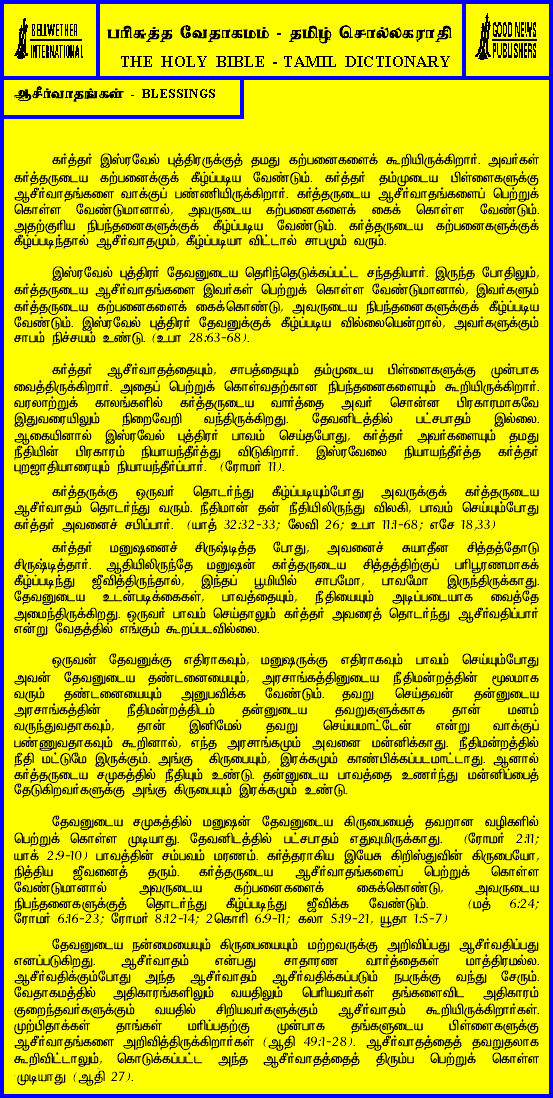 BELLWETHER
INTERNATIONAL
பரிசுத்த வேதாகமம் - தமிழ் சொல்லகராதி
THE HOLY BIBLE - TAMIL DICTIONARY
GOOD NEWS
PUBLISHERS
ஆசீர்வாதங்கள் - BLESSINGS
கர்த்தர் இஸ்ரவேல் புத்திரருக்குத் தமது கற்பனைகளைக் கூறியிருக்கிறார். அவர்கள்
கர்த்தருடைய கற்பனைக்குக் கீழ்ப்படிய வேண்டும். கர்த்தர் தம்முடைய பிள்ளைகளுக்கு
ஆசீர்வாதங்களை வாக்குப் பண்ணியிருக்கிறார். கர்த்தருடைய ஆசீர்வாதங்களைப் பெற்றுக்
கொள்ள வேண்டுமானால், அவருடைய கற்பனைகளைக் கைக் கொள்ள வேண்டும்.
அதற்குரிய நிபந்தனைகளுக்குக் கீழ்ப்படிய வேண்டும். கர்த்தருடைய கற்பனைகளுக்குக்
கீழ்ப்படிந்தால் ஆசீர்வாதமும், கீழ்ப்படியா விட்டால் சாபமும் வரும்.
இஸ்ரவேல் புத்திரர் தேவனுடைய தெரிந்தெடுக்கப்பட்ட சந்ததியார். இருந்த போதிலும்,
கர்த்தருடைய ஆசீர்வாதங்களை இவர்கள் பெற்றுக் கொள்ள வேண்டுமானால், இவர்களும்
கர்த்தருடைய கற்பனைகளைக் கைக்கொண்டு, அவருடைய நிபந்தனைகளுக்குக் கீழ்ப்படிய
வேண்டும். இஸ்ரவேல் புத்திரர் தேவனுக்குக் கீழ்ப்படிய வில்லையென்றால், அவர்களுக்கும்
சாபம் நிச்சயம் உண்டு. (உபா 28:63-68).
கர்த்தர் ஆசீர்வாதத்தையும், சாபத்தையும் தம்முடைய பிள்ளைகளுக்கு முன்பாக
வைத்திருக்கிறார். அதைப் பெற்றுக் கொள்வதற்கான நிபந்தனைகளையும் கூறியிருக்கிறார்.
வரலாற்றுக் காலங்களில் கர்த்தருடைய வார்த்தை அவர் சொன்ன பிரகாரமாகவே
இதுவரையிலும் நிறைவேறி வந்திருக்கிறது. தேவனிடத்தில் பட்சபாதம் இல்லை.
ஆகையினால் இஸ்ரவேல் புத்திரர் பாவம் செய்தபோது, கர்த்தர் அவர்களையும் தமது
நீதியின் பிரகாரம் நியாயந்தீர்த்து விடுகிறார். இஸ்ரவேலை நியாயந்தீர்த்த கர்த்தர்
புறஜாதியாரையும் நியாயந்தீர்ப்பார். (ரோமர் 11).
கர்த்தருக்கு ஒருவர் தொடர்ந்து கீழ்ப்படியும்போது அவருக்குக் கர்த்தருடைய
ஆசீர்வாதம் தொடர்ந்து வரும். நீதிமான் தன் நீதியிலிருந்து விலகி, பாவம் செய்யும்போது
கர்த்தர் அவனைச் சபிப்பார். (யாத் 32:32-33; லேவி 26; உபா 11:1-68; எசே 18,33)
கர்த்தர் மனுஷனைச் சிருஷ்டித்த போது, அவனைச் சுயாதீன சித்தத்தோடு
சிருஷ்டித்தார். ஆதியிலிருந்தே மனுஷன் கர்த்தருடைய சித்தத்திற்குப் பரிபூரணமாகக்
கீழ்ப்படிந்து ஜீவித்திருந்தால், இந்தப் பூமியில் சாபமோ, பாவமோ இருந்திருக்காது.
தேவனுடைய உடன்படிக்கைகள், பாவத்தையும், நீதியையும் அடிப்படையாக வைத்தே
அமைந்திருக்கிறது. ஒருவர் பாவம் செய்தாலும் கர்த்தர் அவரைத் தொடர்ந்து ஆசீர்வதிப்பார்
என்று வேதத்தில் எங்கும் கூறப்படவில்லை.
ஒருவன் தேவனுக்கு எதிராகவும், மனுஷருக்கு எதிராகவும் பாவம் செய்யும்போது
அவன் தேவனுடைய தண்டனையையும், அரசாங்கத்தினுடைய நீதிமன்றத்தின் மூலமாக
வரும் தண்டனையையும் அனுபவிக்க வேண்டும். தவறு செய்தவன் தன்னுடைய
அரசாங்கத்தின் நீதிமன்றத்திடம் தன்னுடைய தவறுகளுக்காக தான் மனம்
வருந்துவதாகவும், தான் இனிமேல் தவறு செய்யமாட்டேன் என்று வாக்குப்
பண்ணுவதாகவும் கூறினால், எந்த அரசாங்கமும் அவனை மன்னிக்காது. நீதிமன்றத்தில்
நீதி மட்டுமே இருக்கும். அங்கு கிருபையும், இரக்கமும் காண்பிக்கப்படமாட்டாது. ஆனால்
கர்த்தருடைய சமுகத்தில் நீதியும் உண்டு. தன்னுடைய பாவத்தை உணர்ந்து மன்னிப்பைத்
தேடுகிறவர்களுக்கு அங்கு கிருபையும் இரக்கமும் உண்டு.
தேவனுடைய சமுகத்தில் மனுஷன் தேவனுடைய கிருபையைத் தவறான வழிகளில்
பெற்றுக் கொள்ள முடியாது. தேவனிடத்தில் பட்சபாதம் எதுவுமிருக்காது. (ரோமர் 2:11;
யாக் 2:9-10) பாவத்தின் சம்பவம் மரணம். கர்த்தராகிய இயேசு கிறிஸ்துவின் கிருபையோ,
நித்திய ஜீவனைத் தரும். கர்த்தருடைய ஆசீர்வாதங்களைப் பெற்றுக் கொள்ள
வேண்டுமானால் அவருடைய கற்பனைகளைக் கைக்கொண்டு, அவருடைய
நிபந்தனைகளுக்குத் தொடர்ந்து கீழ்ப்படிந்து ஜீவிக்க வேண்டும். (மத் 6:24;
ரோமர் 6:16-23; ரோமர் 8:12-14; 2கொரி 6:9-11; கலா 5:19-21, யூதா 1:5-7)
தேவனுடைய நன்மையையும் கிருபையையும் மற்றவருக்கு அறிவிப்பது ஆசீர்வதிப்பது
எனப்படுகிறது. ஆசீர்வாதம் என்பது சாதாரண வார்த்தைகள் மாத்திரமல்ல.
ஆசீர்வதிக்கும்போது அந்த ஆசீர்வாதம் ஆசீர்வதிக்கப்படும் நபருக்கு வந்து சேரும்.
வேதாகமத்தில் அதிகாரங்களிலும் வயதிலும் பெரியவர்கள் தங்களைவிட அதிகாரம்
குறைந்தவர்களுக்கும் வயதில் சிறியவர்களுக்கும் ஆசீர்வாதம் கூறியிருக்கிறார்கள்.
முற்பிதாக்கள் தாங்கள் மரிப்பதற்கு முன்பாக தங்களுடைய பிள்ளைகளுக்கு
ஆசீர்வாதங்களை அறிவித்திருக்கிறார்கள் (ஆதி 49:1-28). ஆசீர்வாதத்தைத் தவறுதலாக
கூறிவிட்டாலும், கொடுக்கப்பட்ட அந்த ஆசீர்வாதத்தைத் திரும்ப பெற்றுக் கொள்ள
முடியாது (ஆதி 27).